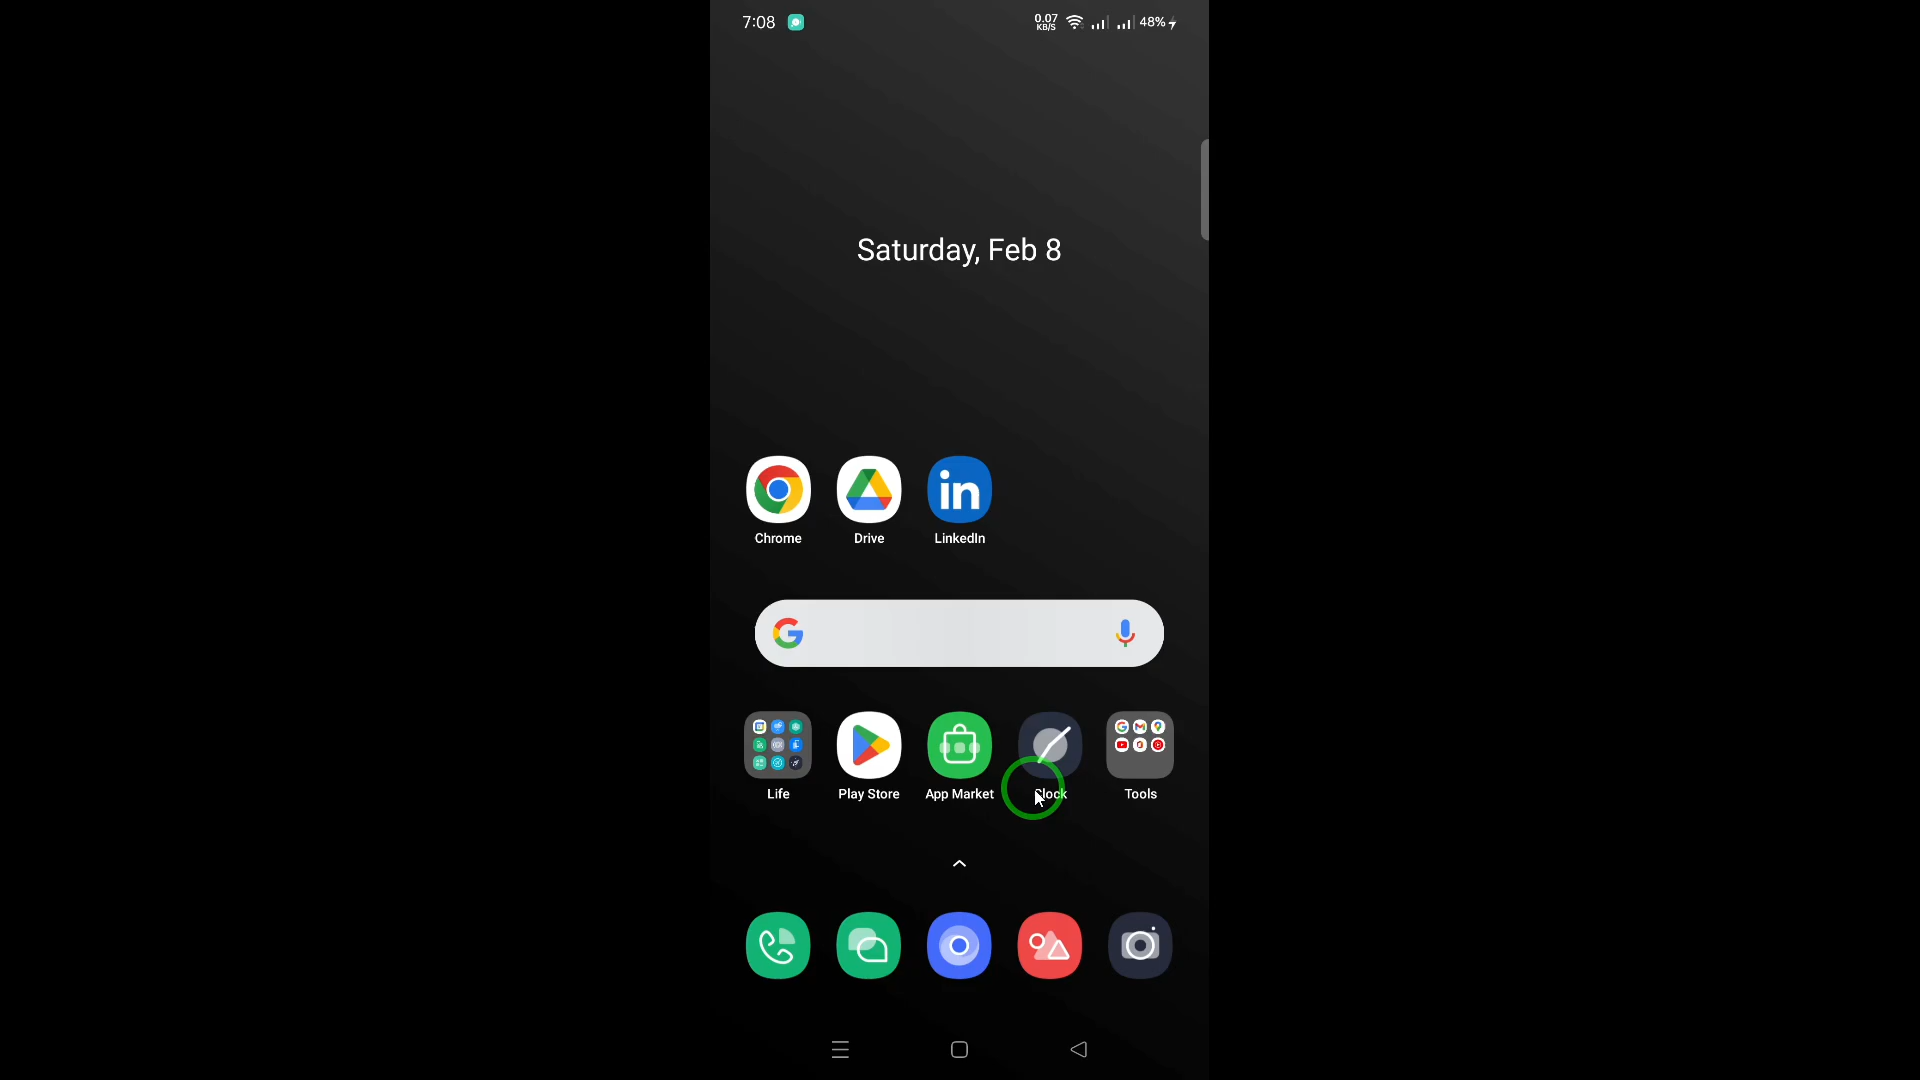 7:08
0.07
KB/S
48%
Saturday, Feb 8
Chrome
Drive
LinkedIn
Life
Play Store
App Market
Clock
Tools